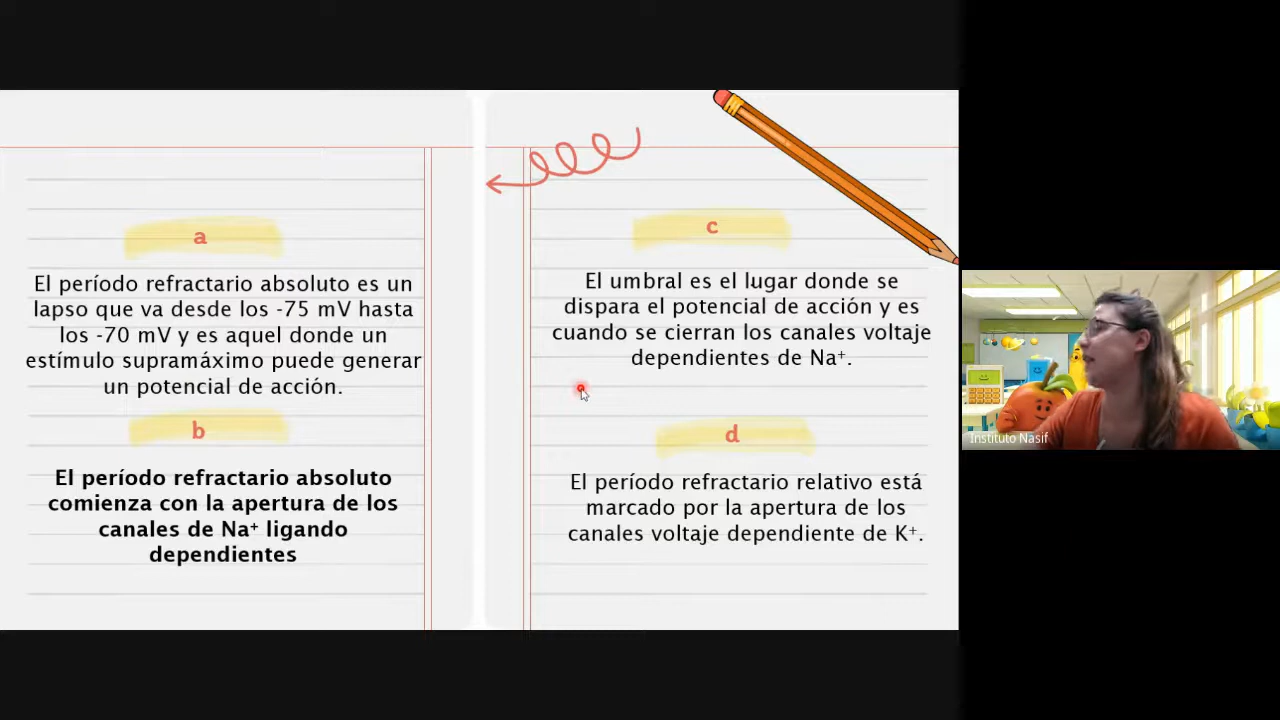 a
El período refractario absoluto es un
lapso que va desde los -75 mV hasta
los -70 mV y es aquel donde un
estímulo supramáximo puede generar
un potencial de acción.
b
El período refractario absoluto
comienza con la apertura de los
canales de Na⁺ ligando
dependientes
c
El umbral es el lugar donde se
dispara el potencial de acción y es
cuando se cierran los canales voltaje
dependientes de Na⁺.
d
El período refractario relativo está
marcado por la apertura de los
canales voltaje dependiente de K⁺.
Instituto Nasif